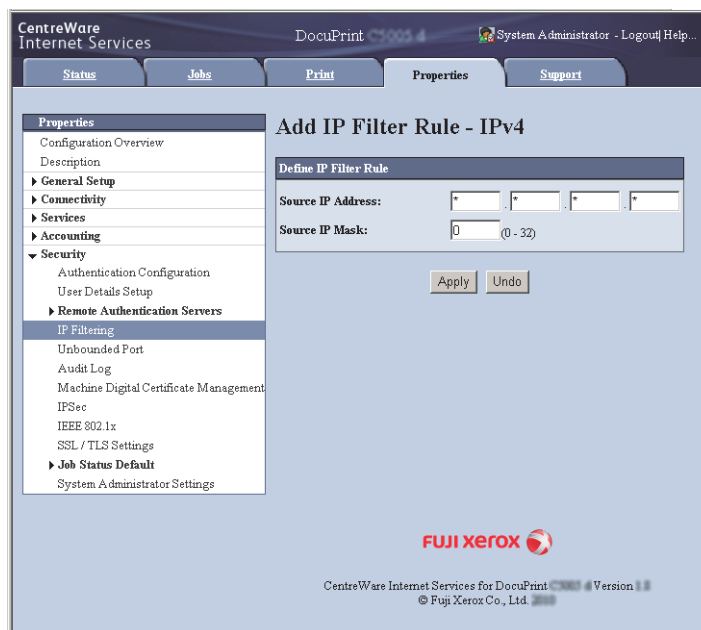 CentreWare
Internet Services
DocuPrint
System Administrator - Logout| Help...
Status
Jobs
Print
Properties
Support
Properties
Configuration Overview
Description
General Setup
Connectivity
Services
Accounting
Security
Authentication Configuration
User Details Setup
Remote Authentication Servers
IP Filtering
Unbounded Port
Audit Log
Machine Digital Certificate Management
IPSec
IEEE 802.1x
SSL / TLS Settings
Job Status Default
System Administrator Settings
Add IP Filter Rule - IPv4
Define IP Filter Rule
Source IP Address: * . * . * . *
Source IP Mask: 0 (0 - 32)
Apply Undo
FUJI xerox
CentreWare Internet Services for DocuPrint Version
© Fuji Xerox Co., Ltd.